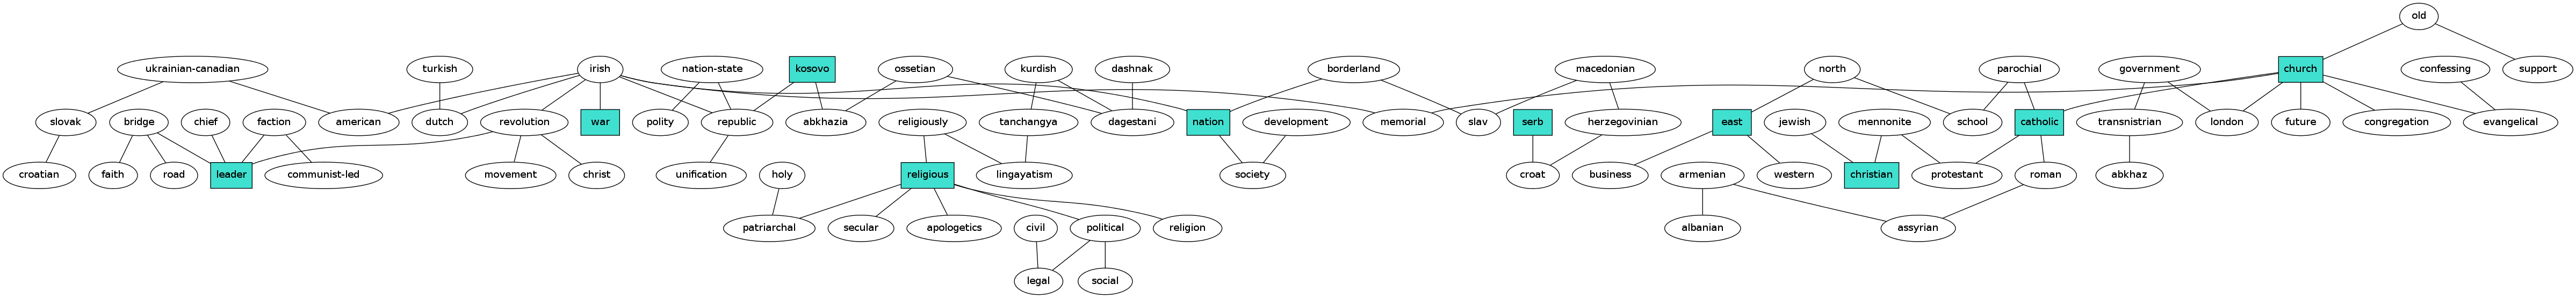 old
ukrainian-canadian turkish irish nation-state kosovo ossetian kurdish dashnak borderland macedonian north parochial government church confessing support
slovak bridge chief faction american dutch revolution war polity republic abkhazia religiously tanchangya dagestani nation development memorial slav serb herzegovinian east jewish mennonite school catholic transnistrian london future congregation evangelical
croatian faith road leader communist-led movement christ unification holy religious lingayatism society croat business armenian western christian protestant roman abkhaz
patriarchal secular apologetics civil political religion albanian assyrian
legal social